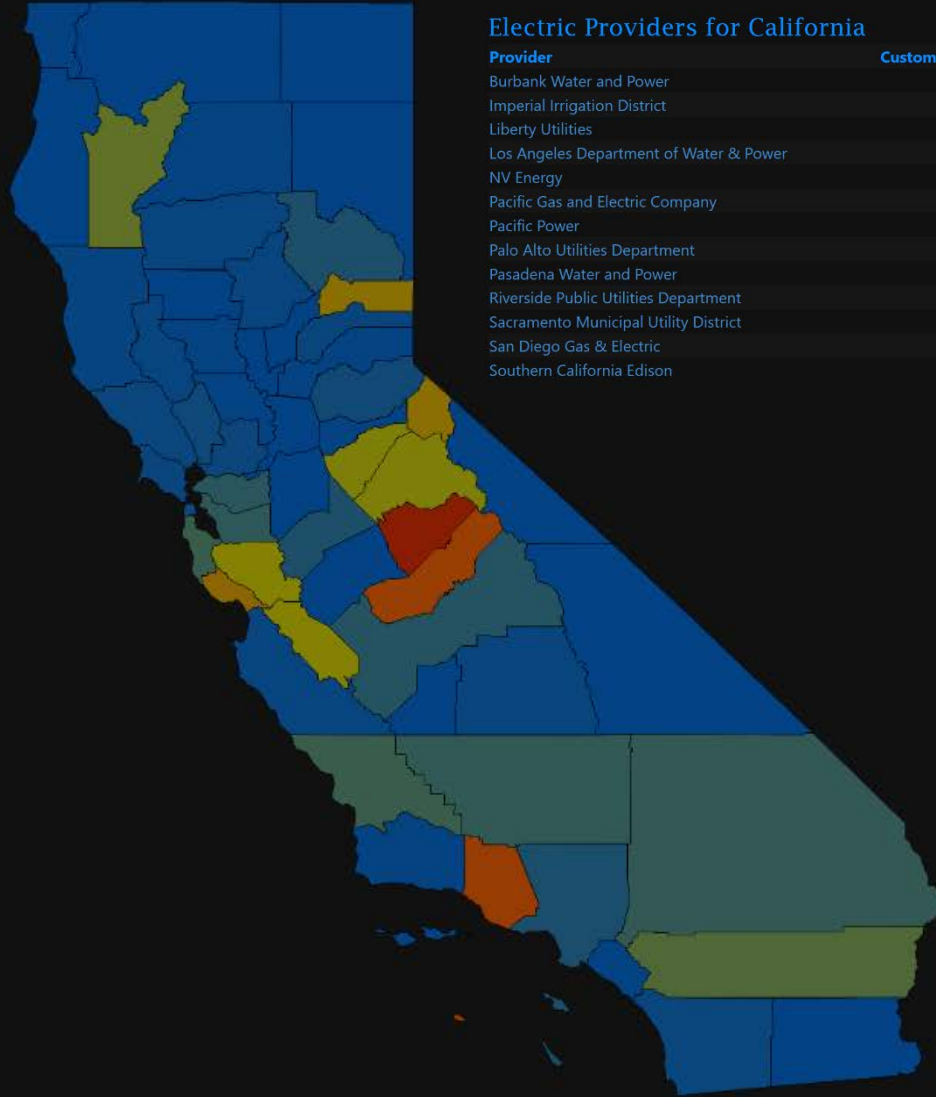 Electric Providers for California
Provider Custom
Burbank Water and Power
Imperial Irrigation District
Liberty Utilities
Los Angeles Department of Water & Power
NV Energy
Pacific Gas and Electric Company
Pacific Power
Palo Alto Utilities Department
Pasadena Water and Power
Riverside Public Utilities Department
Sacramento Municipal Utility District
San Diego Gas & Electric
Southern California Edison